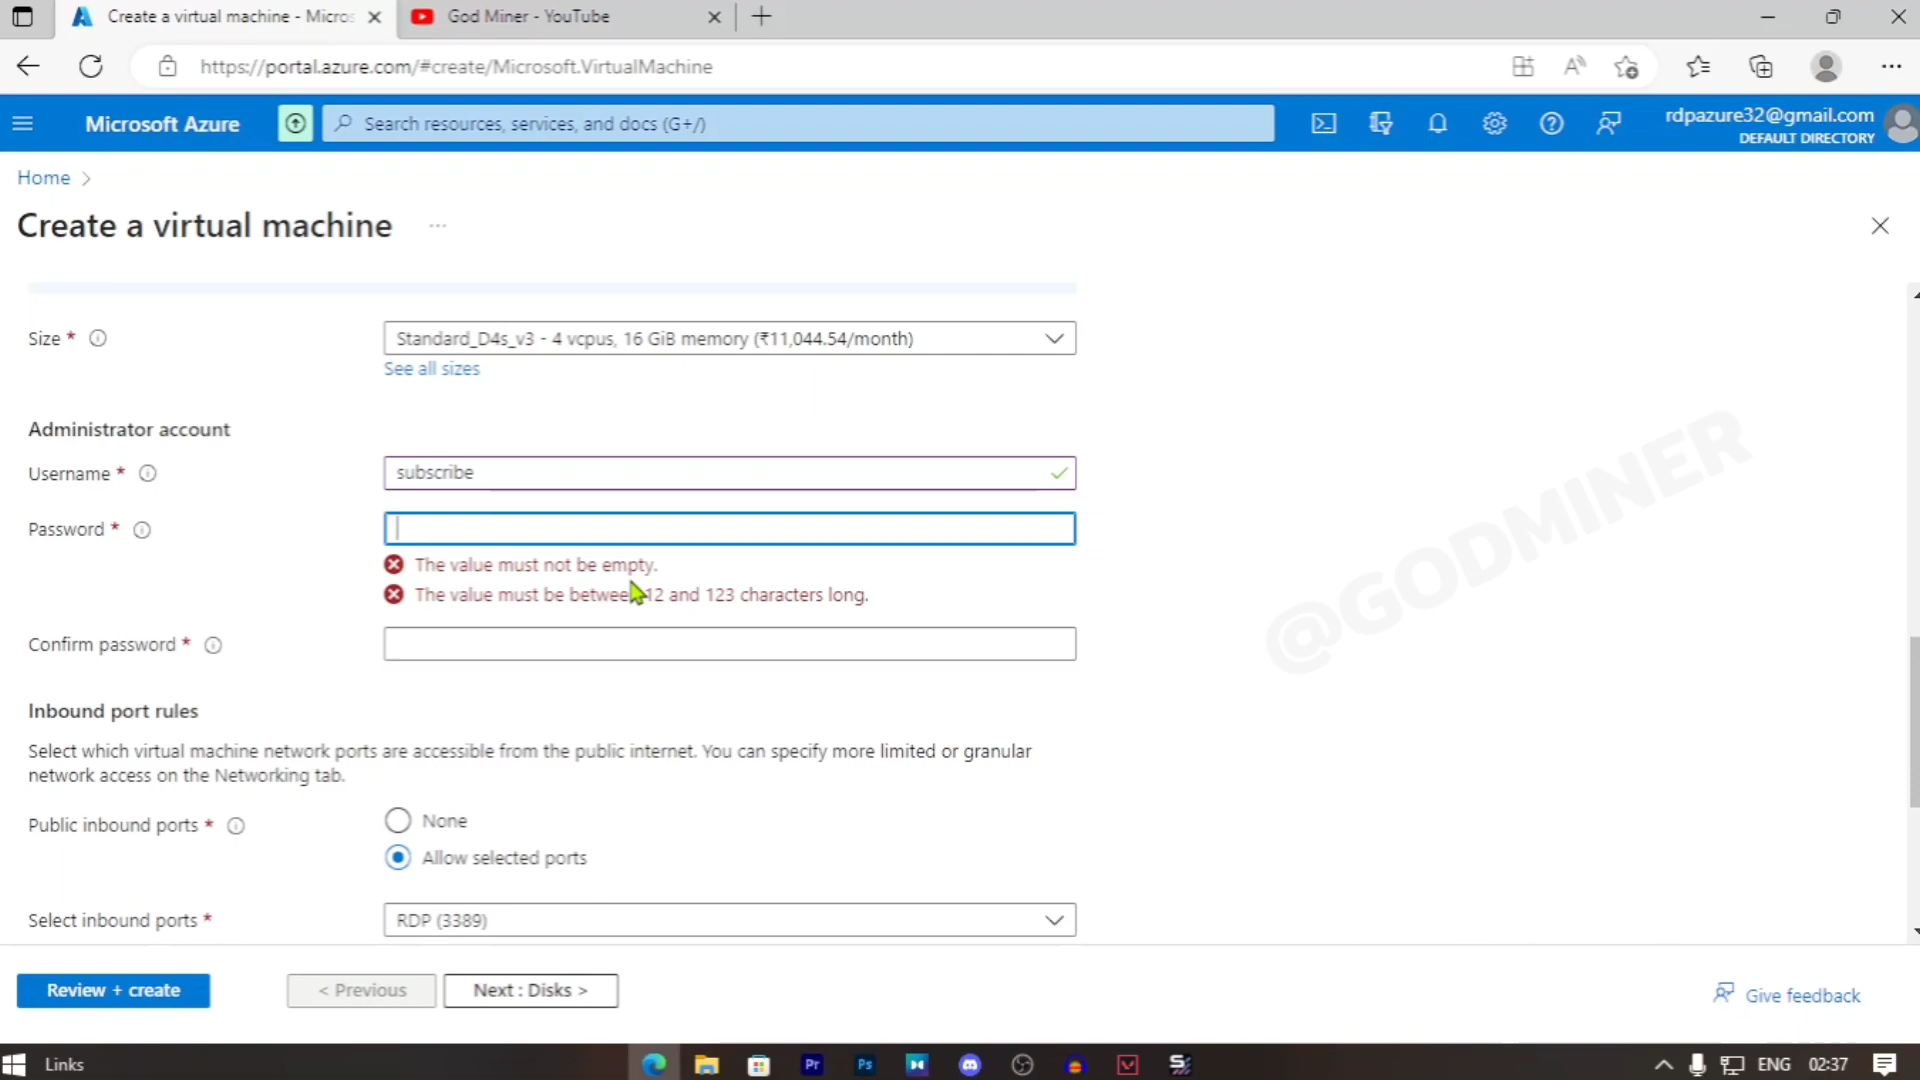 Create a virtual machine - Micros
God Miner - YouTube
https://portal.azure.com/#create/Microsoft.VirtualMachine
Microsoft Azure
Search resources, services, and docs (G+/)
rdpazure32@gmail.com
DEFAULT DIRECTORY
Home >
Create a virtual machine ...
Size *
Standard_D4s_v3 - 4 vcpus, 16 GiB memory (₹11,044.54/month)
See all sizes
Administrator account
Username *
subscribe
Password *
The value must not be empty.
The value must be between 12 and 123 characters long.
Confirm password *
Inbound port rules
Select which virtual machine network ports are accessible from the public internet. You can specify more limited or granular
network access on the Networking tab.
Public inbound ports *
None
Allow selected ports
Select inbound ports *
RDP (3389)
Review + create
< Previous
Next : Disks >
Give feedback
@GODMINER
Links
Pr
Ps
ENG
02:37